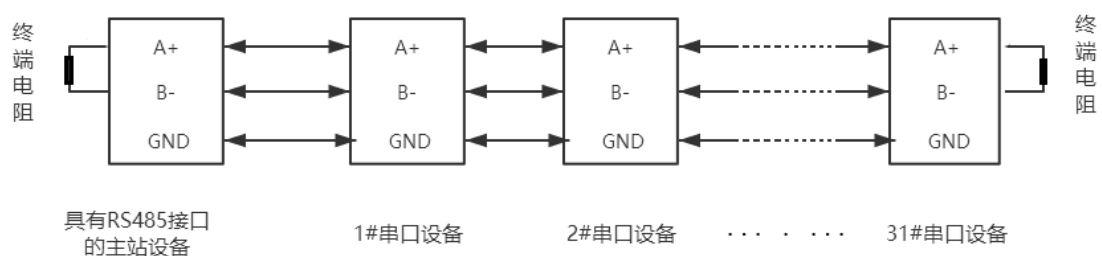 终端电阻
A+ A+ A+ A+
B- B- B- B-
GND GND GND GND
终端电阻
具有RS485接口
的主站设备
1#串口设备
2#串口设备
· · · · · ·
31#串口设备